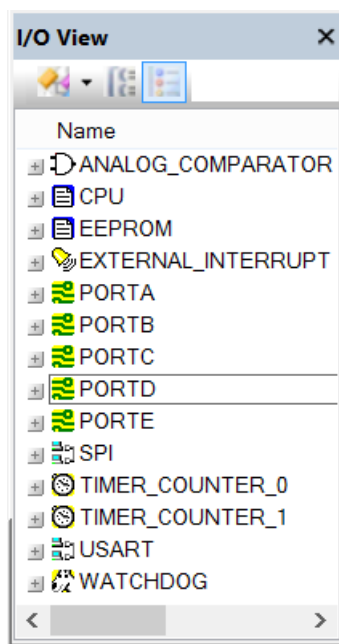 I/O View
Name
ANALOG_COMPARATOR
CPU
EEPROM
EXTERNAL_INTERRUPT
PORTA
PORTB
PORTC
PORTD
PORTE
SPI
TIMER_COUNTER_0
TIMER_COUNTER_1
USART
WATCHDOG